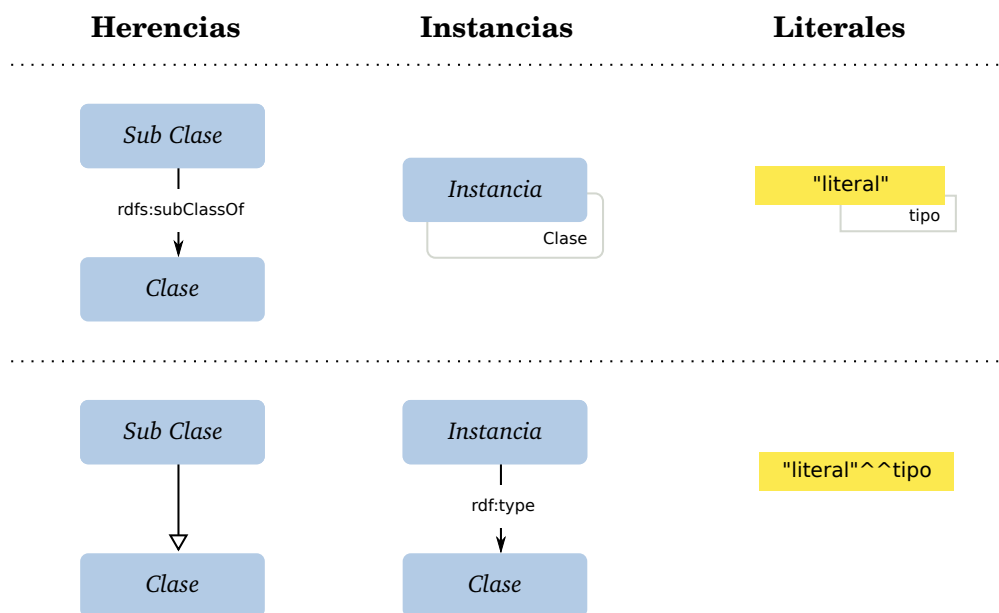 Herencias Instancias Literales
Sub Clase
rdfs:subClassOf
Clase
Instancia
Clase
"literal"
tipo
Sub Clase
Clase
Instancia
rdf:type
Clase
"literal"^^tipo